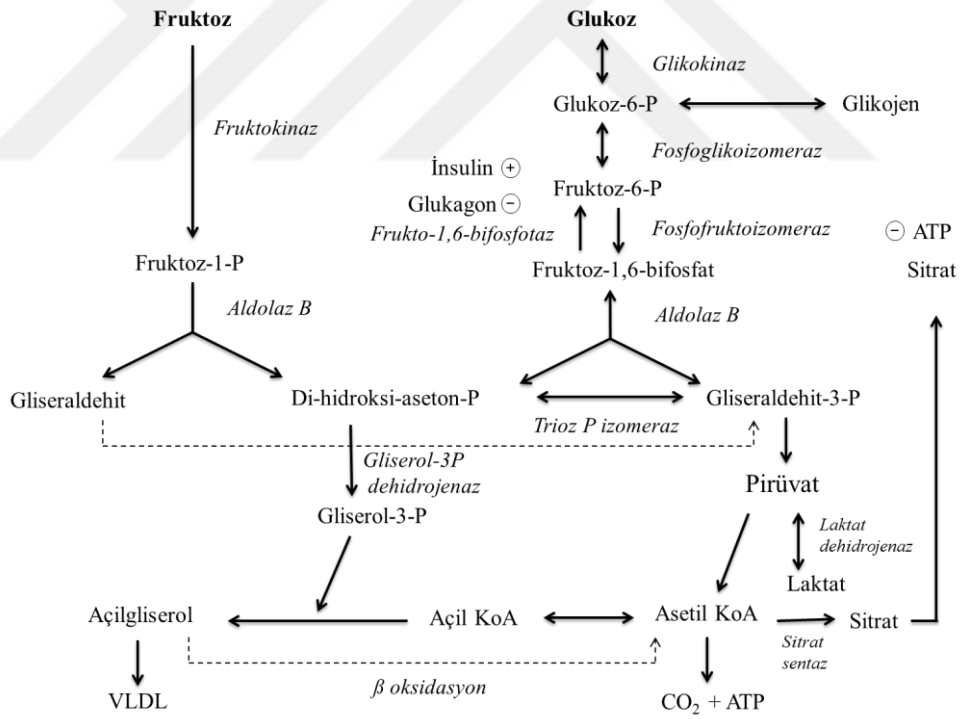 Fruktoz
Glukoz
Glikokinaz
Glukoz-6-P
Glikojen
Fruktokinaz
Fosfoglikoizomeraz
İnsulin +
Fruktoz-6-P
Glukagon −
Frukto-1,6-bifosfotaz
Fosfofruktoizomeraz
− ATP
Fruktoz-1-P
Fruktoz-1,6-bifosfat
Sitrat
Aldolaz B
Aldolaz B
Gliseraldehit
Di-hidroksi-aseton-P
Gliseraldehit-3-P
Trioz P izomeraz
Gliserol-3P
dehidrojenaz
Pirüvat
Gliserol-3-P
Laktat
dehidrojenaz
Laktat
Açilgliserol
Açil KoA
Asetil KoA
Sitrat
Sitrat
sentaz
β oksidasyon
VLDL
CO₂ + ATP